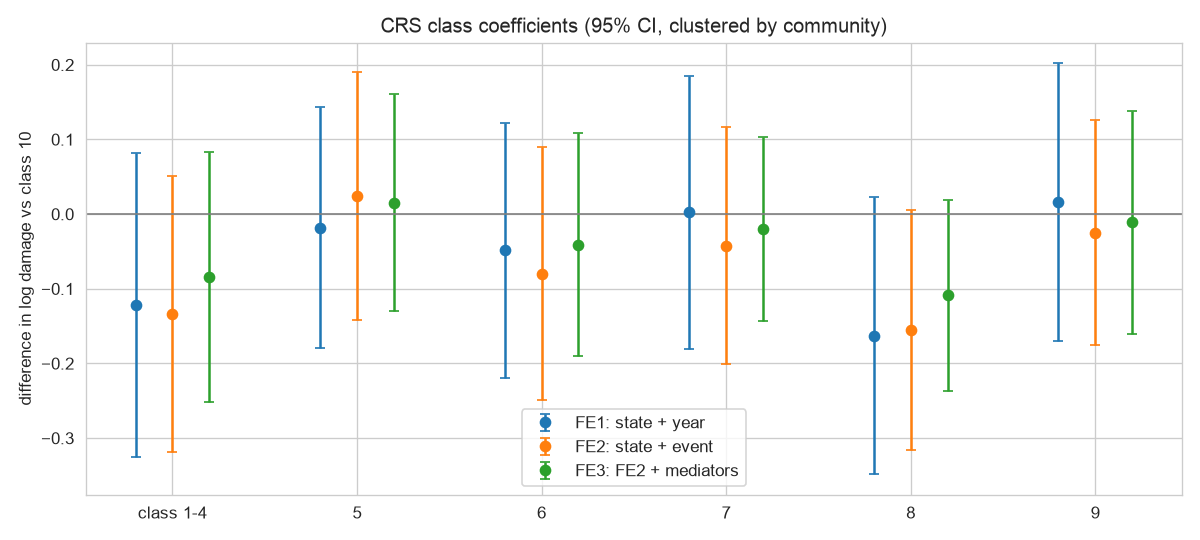 CRS class coefficients (95% CI, clustered by community)
difference in log damage vs class 10
0.2
0.1
0.0
−0.1
−0.2
−0.3
FE1: state + year
FE2: state + event
FE3: FE2 + mediators
class 1-4
5
6
7
8
9